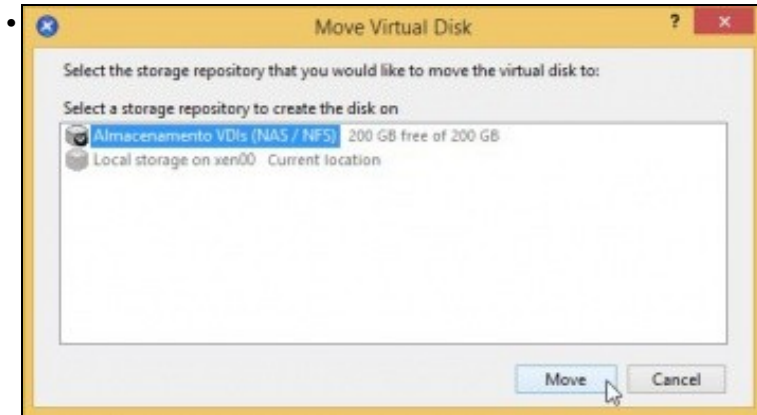 Move Virtual Disk
Select the storage repository that you would like to move the virtual disk to:
Select a storage repository to create the disk on
Almacenamento VDIs (NAS / NFS) 200 GB free of 200 GB
Local storage on xen00 Current location
Move Cancel